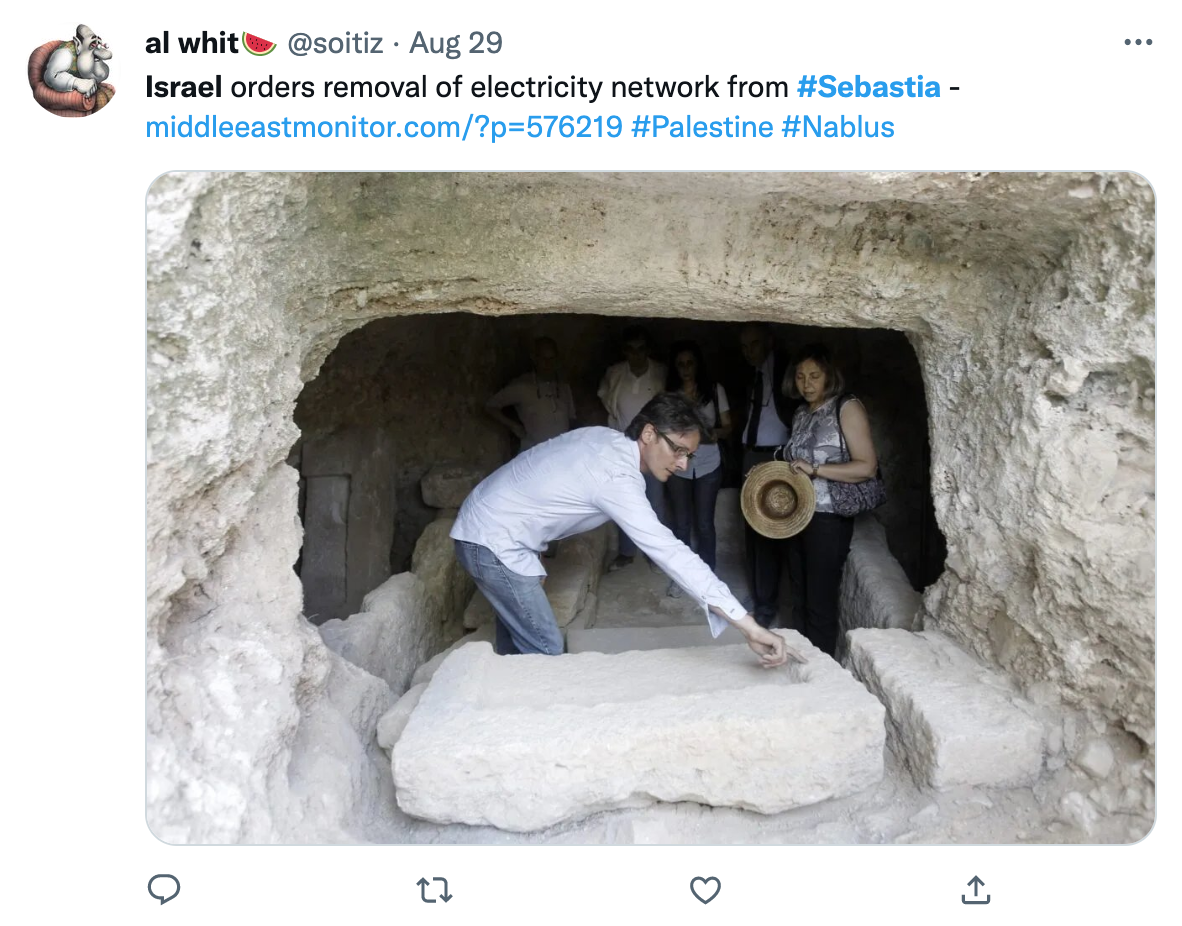 al whit🍉 @soitiz · Aug 29
Israel orders removal of electricity network from #Sebastia -
middleeastmonitor.com/?p=576219 #Palestine #Nablus